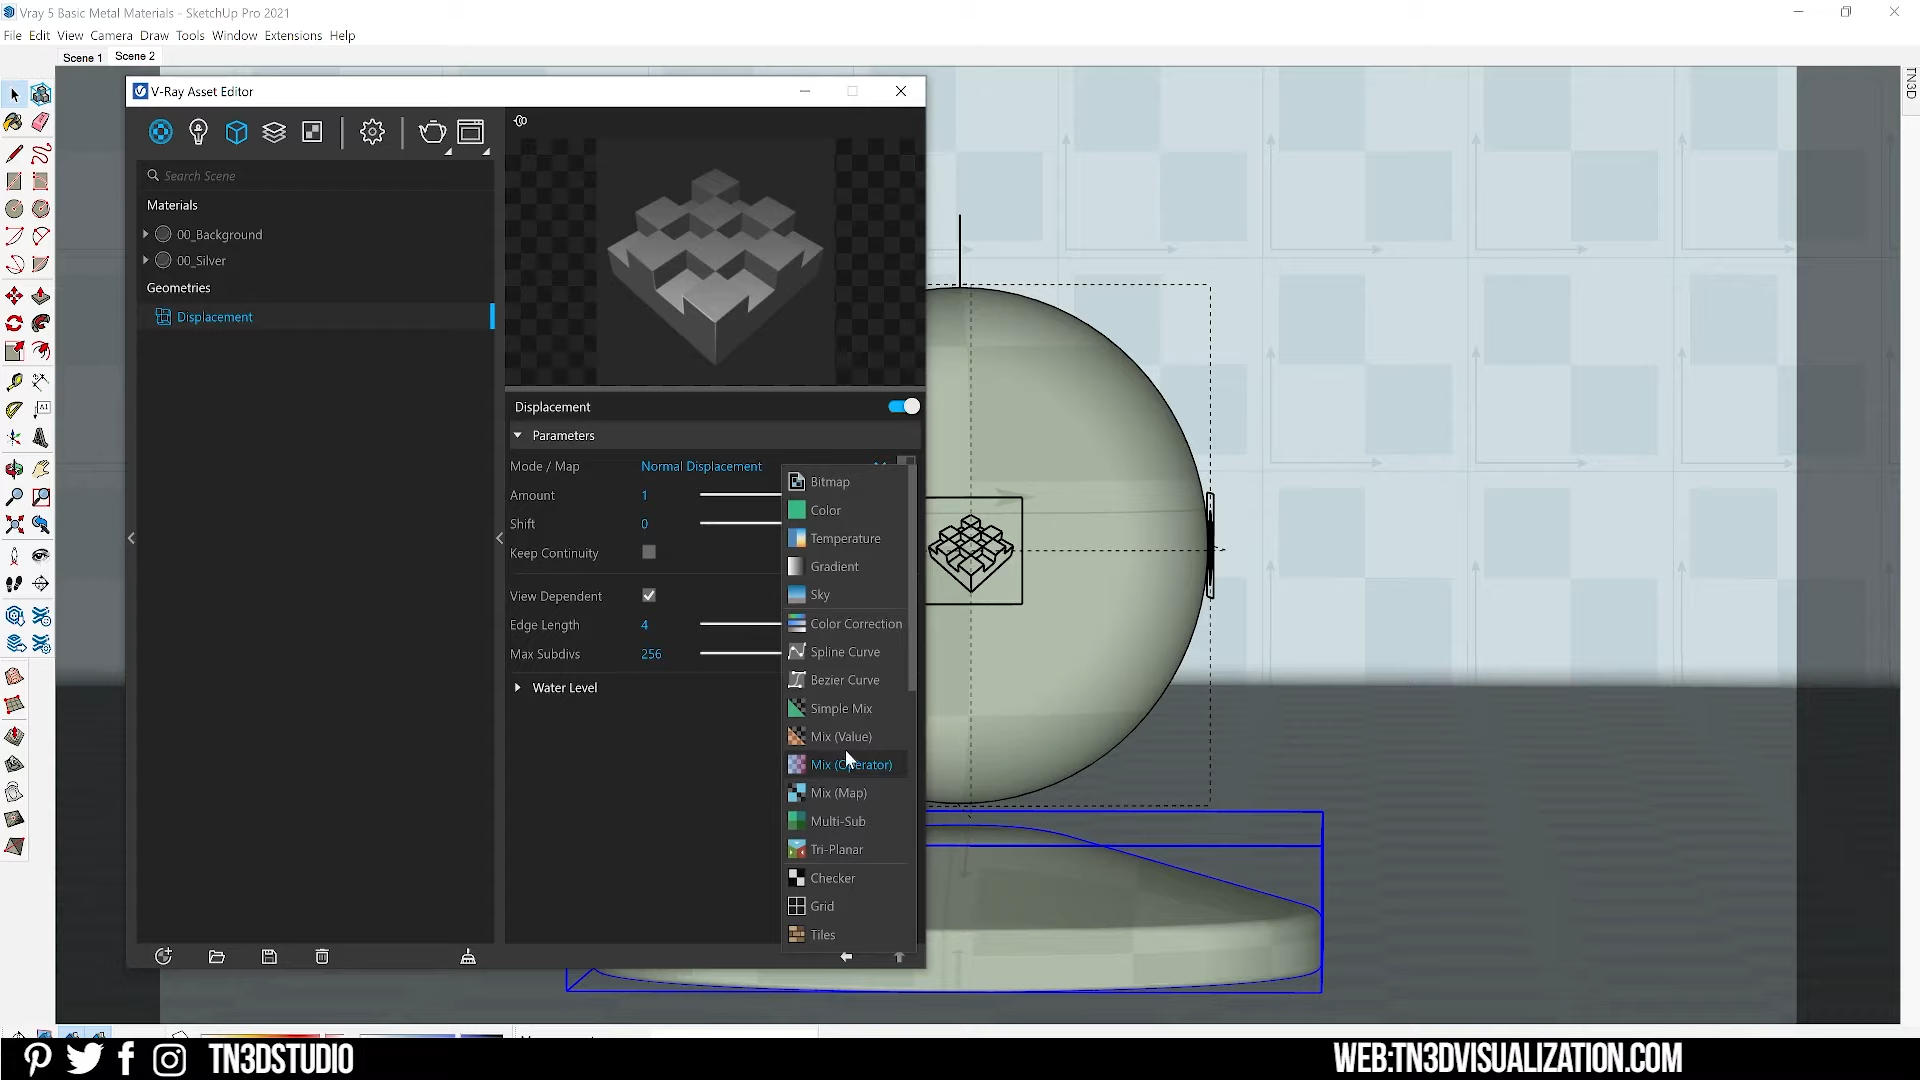 Vray 5 Basic Metal Materials - SketchUp Pro 2021
File Edit View Camera Draw Tools Window Extensions Help
Scene 1 Scene 2
TN3D
V-Ray Asset Editor
Search Scene
Materials
00_Background
00_Silver
Geometries
Displacement
Displacement
Parameters
Mode / Map Normal Displacement
Amount 1
Shift 0
Keep Continuity
View Dependent
Edge Length 4
Max Subdivs 256
Water Level
Bitmap
Color
Temperature
Gradient
Sky
Color Correction
Spline Curve
Bezier Curve
Simple Mix
Mix (Value)
Mix (Operator)
Mix (Map)
Multi-Sub
Tri-Planar
Checker
Grid
Tiles
TN3DSTUDIO
WEB:TN3DVISUALIZATION.COM